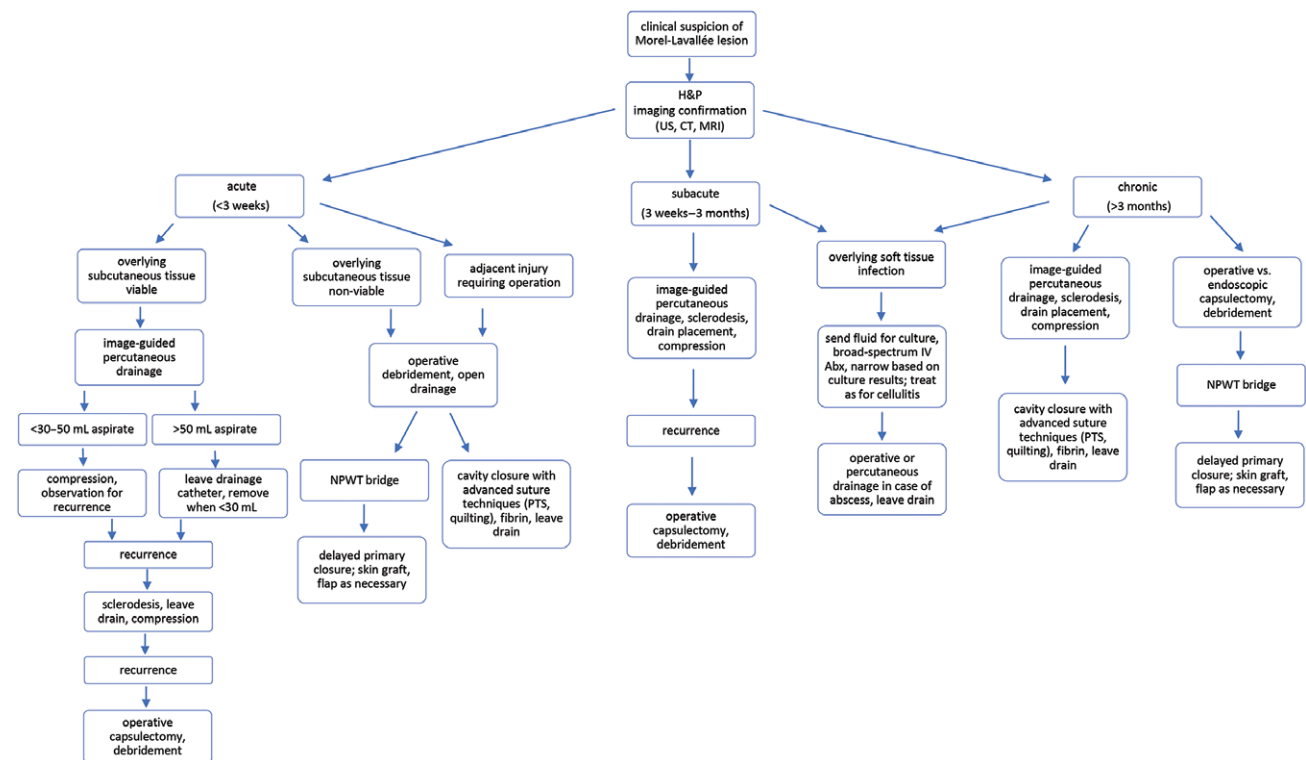 clinical suspicion of
Morel-Lavallée lesion
H&P
imaging confirmation
(US, CT, MRI)
acute
(<3 weeks)
subacute
(3 weeks–3 months)
chronic
(>3 months)
overlying
subcutaneous tissue
viable
overlying
subcutaneous tissue
non-viable
adjacent injury
requiring operation
overlying soft tissue
infection
image-guided
percutaneous
drainage, sclerodesis,
drain placement,
compression
operative vs.
endoscopic
capsulectomy,
debridement
image-guided
percutaneous
drainage, sclerodesis,
drain placement,
compression
image-guided
percutaneous
drainage
operative
debridement, open
drainage
send fluid for culture,
broad-spectrum IV
Abx, narrow based on
culture results; treat
as for cellulitis
NPWT bridge
<30–50 mL aspirate
>50 mL aspirate
recurrence
cavity closure with
advanced suture
techniques (PTS,
quilting), fibrin, leave
drain
compression,
observation for
recurrence
leave drainage
catheter, remove
when <30 mL
NPWT bridge
cavity closure with
advanced suture
techniques (PTS,
quilting), fibrin, leave
drain
operative or
percutaneous
drainage in case of
abscess, leave drain
delayed primary
closure; skin graft,
flap as necessary
operative
capsulectomy,
debridement
recurrence
delayed primary
closure; skin graft,
flap as necessary
sclerodesis, leave
drain, compression
recurrence
operative
capsulectomy,
debridement